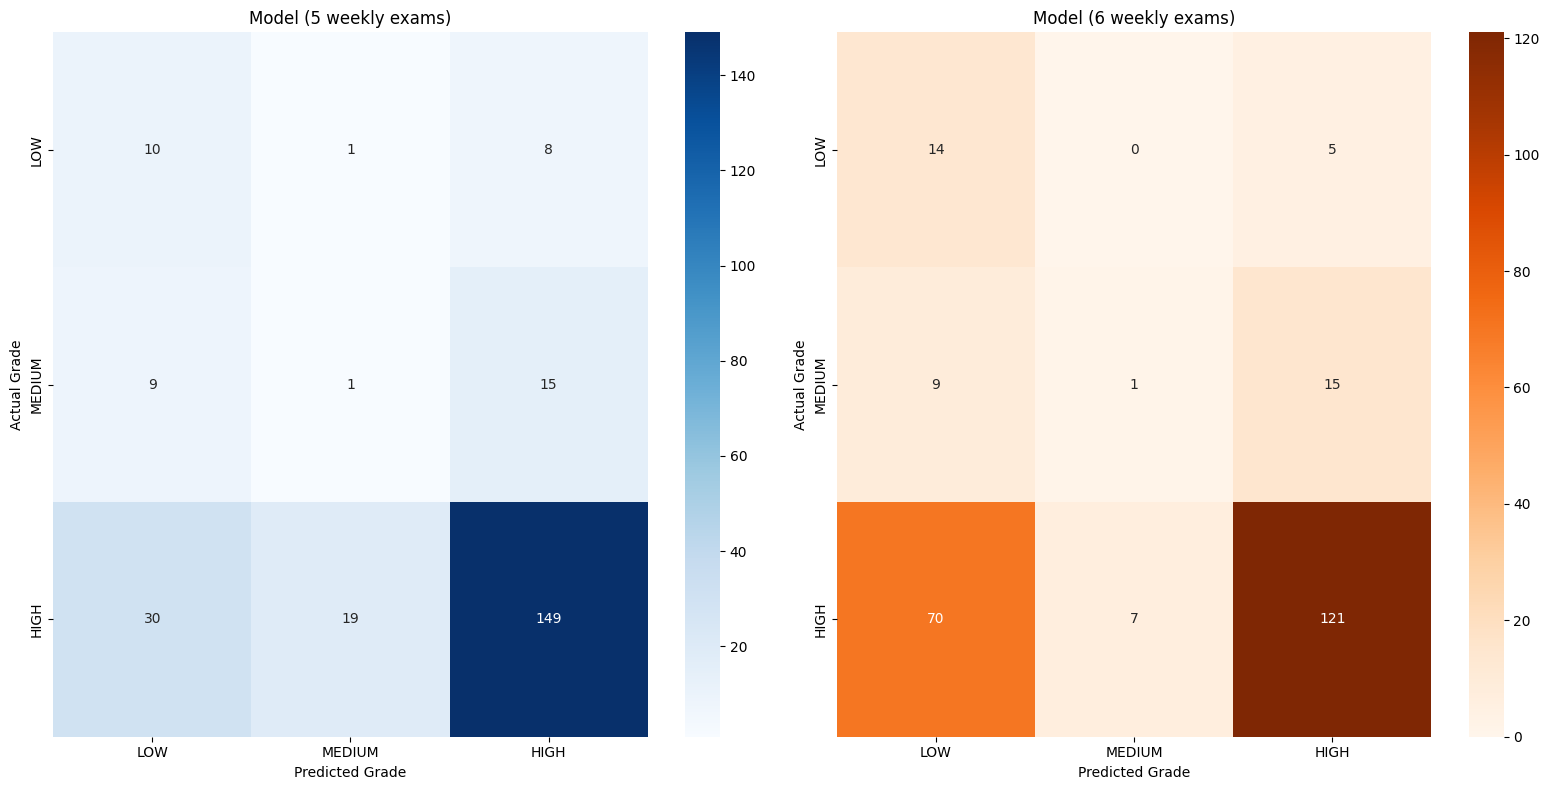 Model (5 weekly exams)
Actual Grade
LOW
MEDIUM
HIGH
10 1 8
9 1 15
30 19 149
LOW MEDIUM HIGH
Predicted Grade
140
120
100
80
60
40
20
Model (6 weekly exams)
Actual Grade
LOW
MEDIUM
HIGH
14 0 5
9 1 15
70 7 121
LOW MEDIUM HIGH
Predicted Grade
120
100
80
60
40
20
0